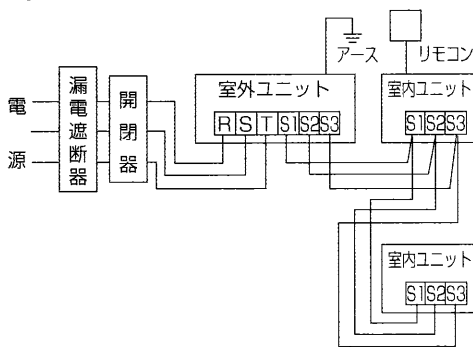 アース
リモコン
電源
漏電遮断器
開閉器
室外ユニット
R S T S1 S2 S3
室内ユニット
S1 S2 S3
室内ユニット
S1 S2 S3